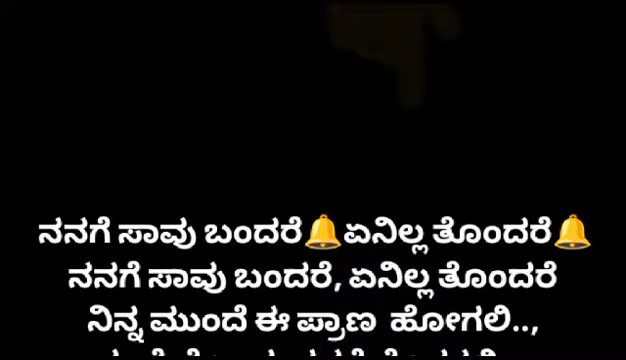 ನನಗೆ ಸಾವು ಬಂದರೆ🔔ಏನಿಲ್ಲ ತೊಂದರೆ🔔
ನನಗೆ ಸಾವು ಬಂದರೆ, ಏನಿಲ್ಲ ತೊಂದರೆ
ನಿನ್ನ ಮುಂದೆ ಈ ಪ್ರಾಣ ಹೋಗಲಿ..,